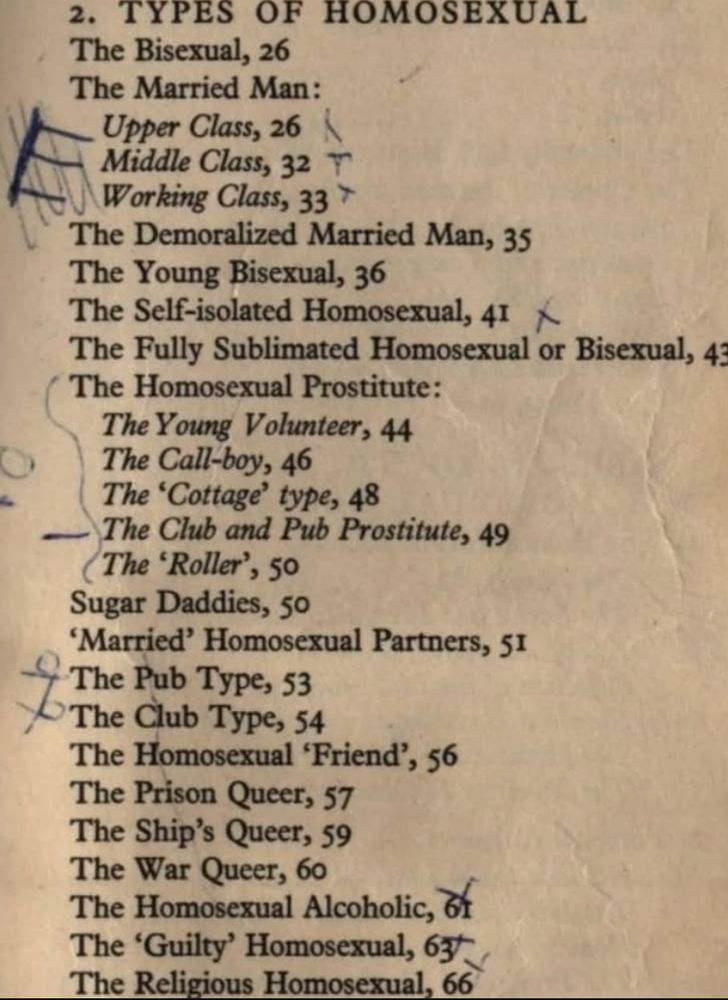 2. TYPES OF HOMOSEXUAL
The Bisexual, 26
The Married Man:
Upper Class, 26
Middle Class, 32
Working Class, 33
The Demoralized Married Man, 35
The Young Bisexual, 36
The Self-isolated Homosexual, 41
The Fully Sublimated Homosexual or Bisexual, 43
The Homosexual Prostitute:
The Young Volunteer, 44
The Call-boy, 46
The ‘Cottage’ type, 48
The Club and Pub Prostitute, 49
The ‘Roller’, 50
Sugar Daddies, 50
‘Married’ Homosexual Partners, 51
The Pub Type, 53
The Club Type, 54
The Homosexual ‘Friend’, 56
The Prison Queer, 57
The Ship’s Queer, 59
The War Queer, 60
The Homosexual Alcoholic, 61
The ‘Guilty’ Homosexual, 63
The Religious Homosexual, 66